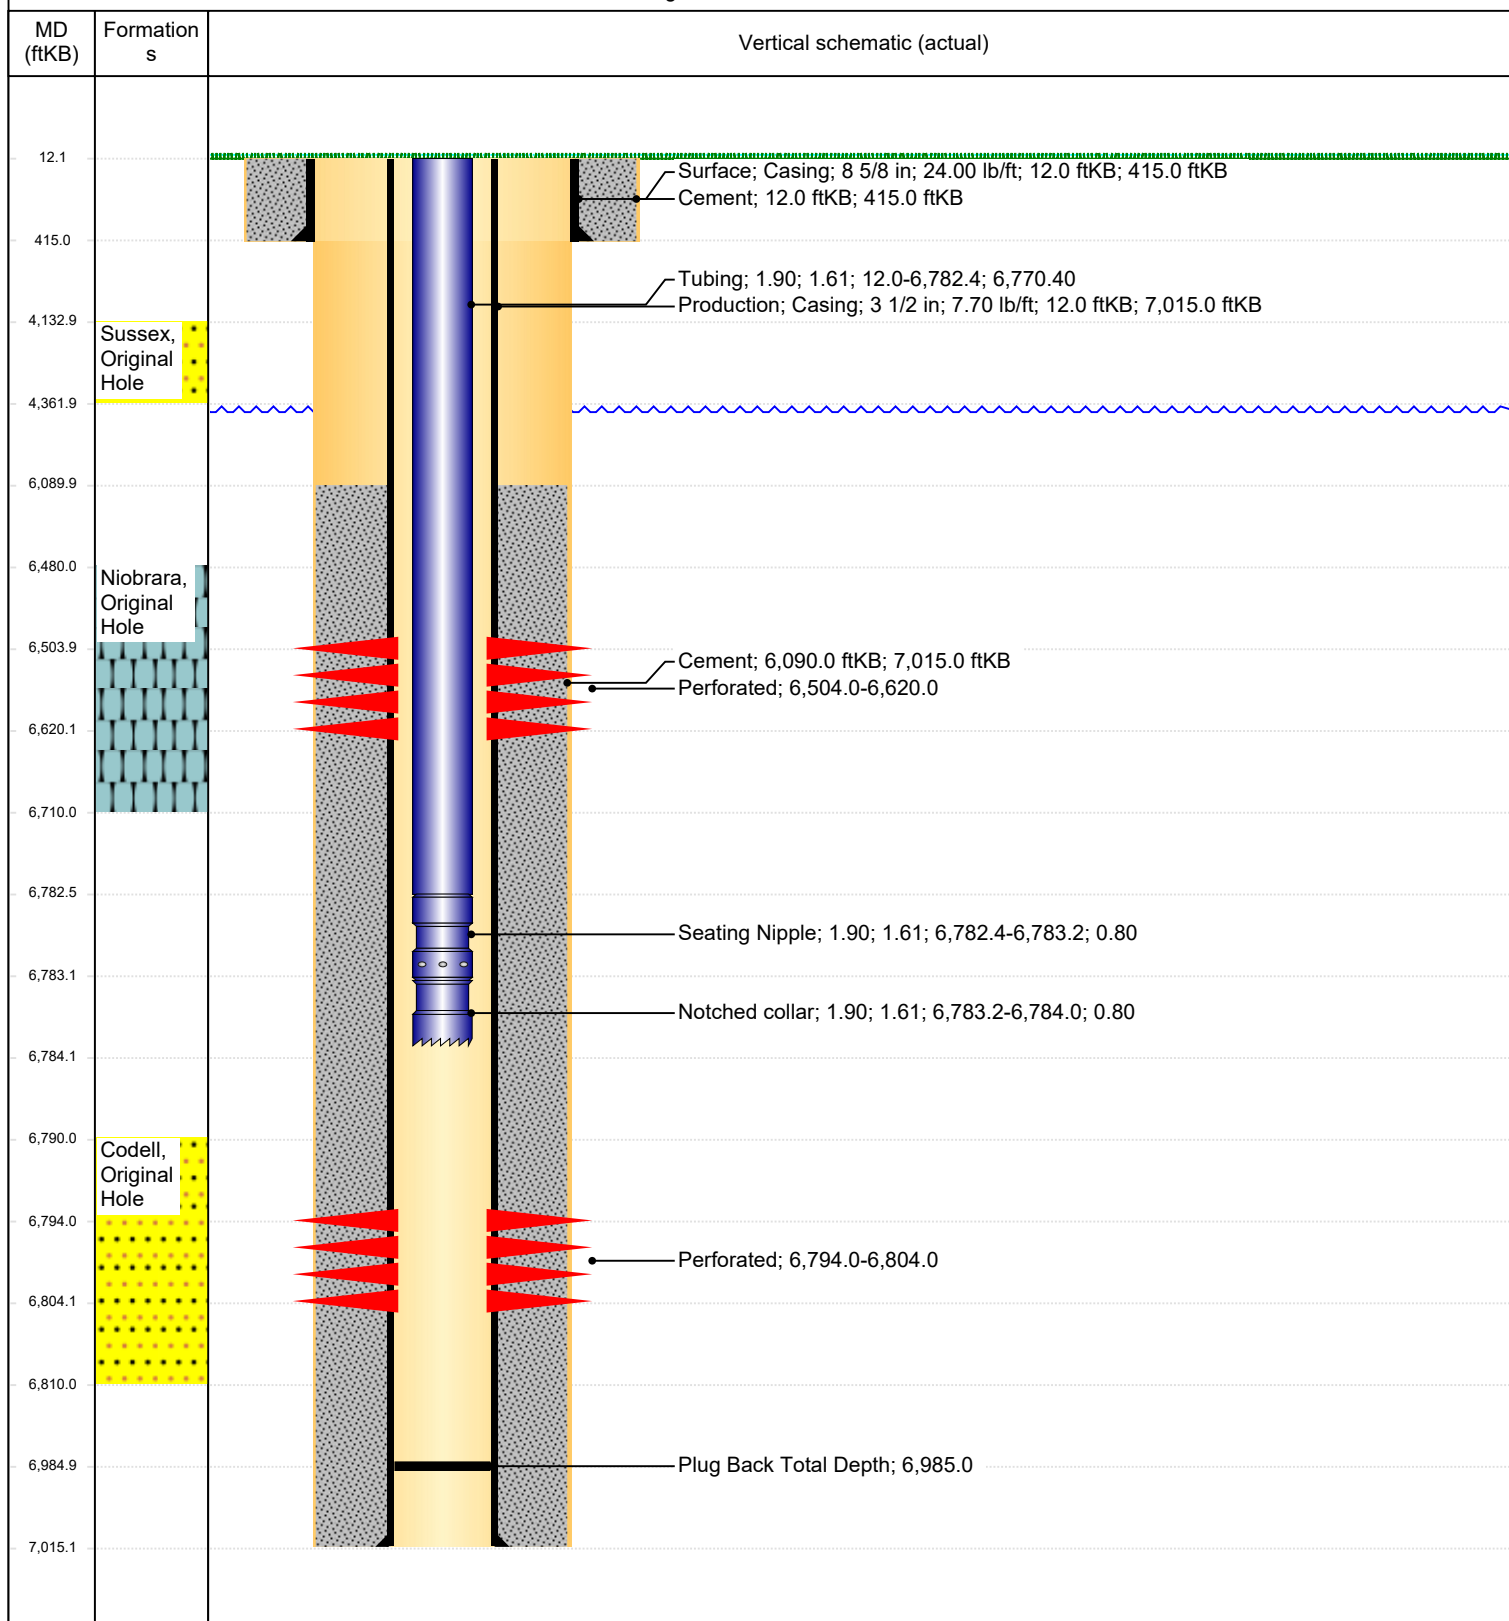 MD
(ftKB)
Formation
s
Vertical schematic (actual)
12.1
Surface; Casing; 8 5/8 in; 24.00 lb/ft; 12.0 ftKB; 415.0 ftKB
Cement; 12.0 ftKB; 415.0 ftKB
415.0
Tubing; 1.90; 1.61; 12.0-6,782.4; 6,770.40
Production; Casing; 3 1/2 in; 7.70 lb/ft; 12.0 ftKB; 7,015.0 ftKB
4,132.9
Sussex,
Original
Hole
4,361.9
6,089.9
6,480.0
Niobrara,
Original
Hole
6,503.9
Cement; 6,090.0 ftKB; 7,015.0 ftKB
Perforated; 6,504.0-6,620.0
6,620.1
6,710.0
6,782.5
Seating Nipple; 1.90; 1.61; 6,782.4-6,783.2; 0.80
6,783.1
Notched collar; 1.90; 1.61; 6,783.2-6,784.0; 0.80
6,784.1
6,790.0
Codell,
Original
Hole
6,794.0
Perforated; 6,794.0-6,804.0
6,804.1
6,810.0
6,984.9
Plug Back Total Depth; 6,985.0
7,015.1